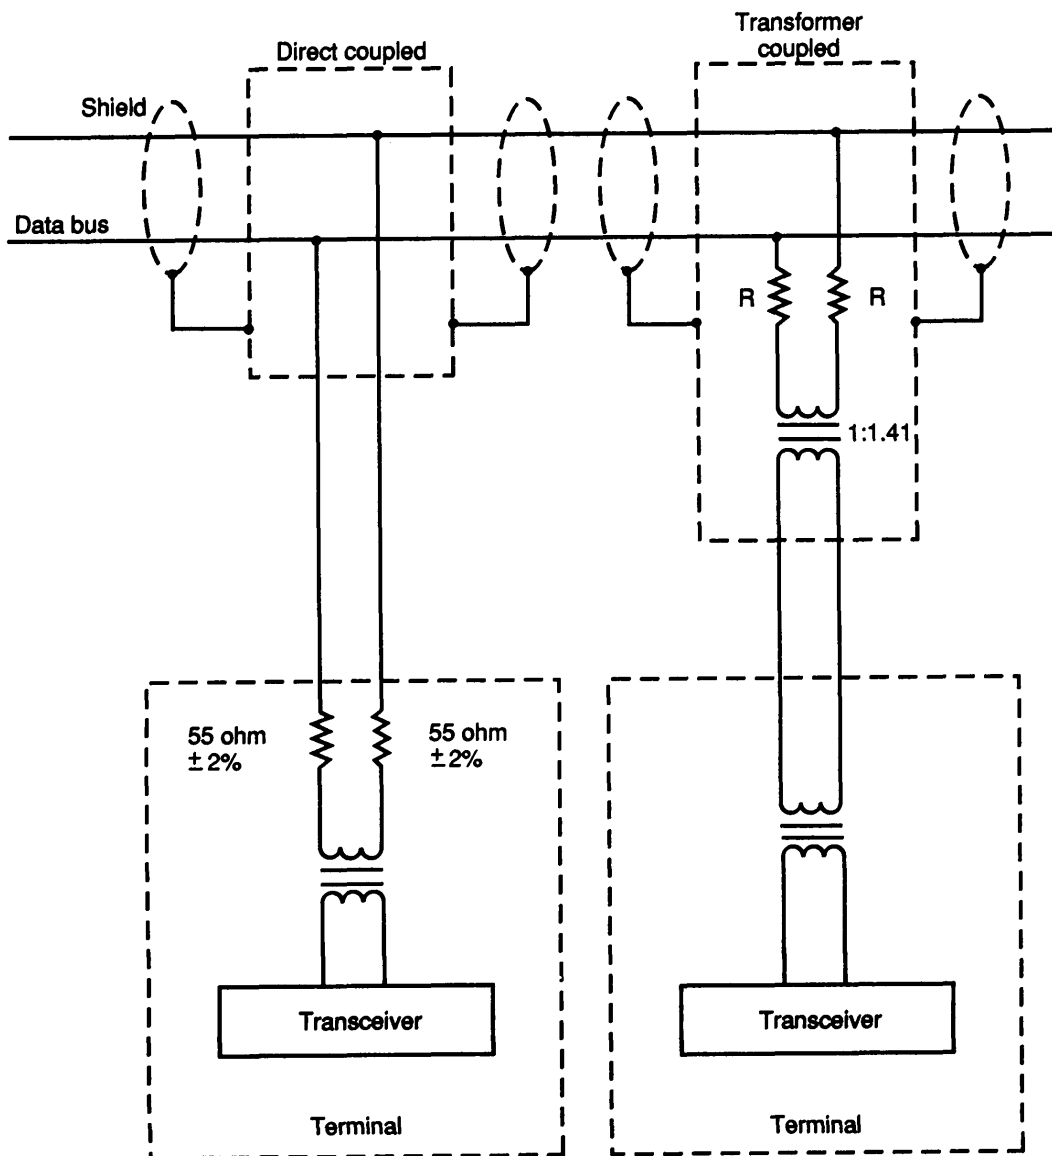 Direct coupled
Transformer
coupled
Shield
Data bus
R
R
1:1.41
55 ohm
±2%
55 ohm
±2%
Transceiver
Transceiver
Terminal
Terminal